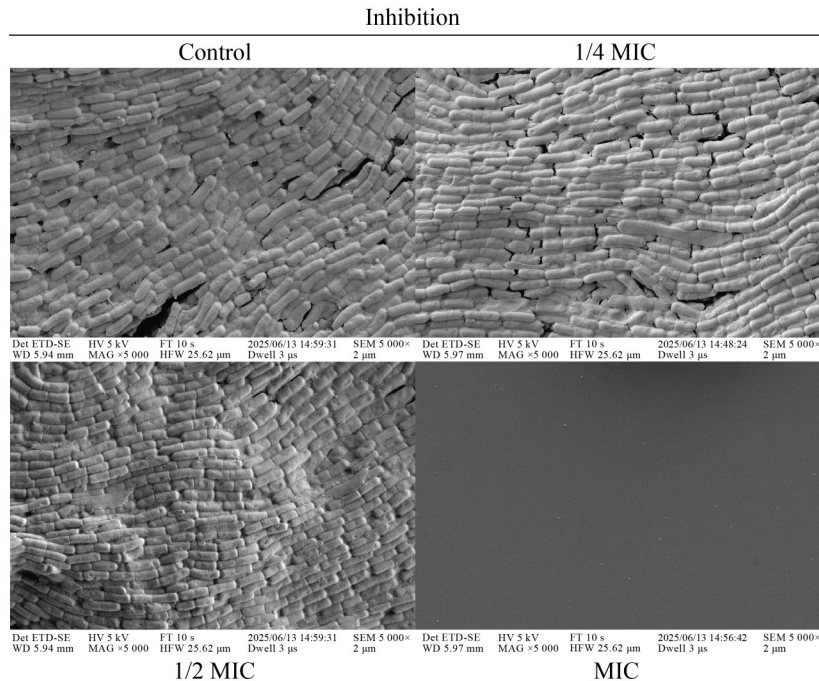 Inhibition
Control 1/4 MIC
Det ETD-SE HV 5 kV FT 10 s 2025/06/13 14:59:31 SEM 5 000×
WD 5.94 mm MAG ×5 000 HFW 25.62 μm Dwell 3 μs 2 μm
Det ETD-SE HV 5 kV FT 10 s 2025/06/13 14:48:24 SEM 5 000×
WD 5.97 mm MAG ×5 000 HFW 25.62 μm Dwell 3 μs 2 μm
Det ETD-SE HV 5 kV FT 10 s 2025/06/13 14:59:31 SEM 5 000×
WD 5.94 mm MAG ×5 000 HFW 25.62 μm Dwell 3 μs 2 μm
Det ETD-SE HV 5 kV FT 10 s 2025/06/13 14:56:42 SEM 5 000×
WD 5.97 mm MAG ×5 000 HFW 25.62 μm Dwell 3 μs 2 μm
1/2 MIC MIC